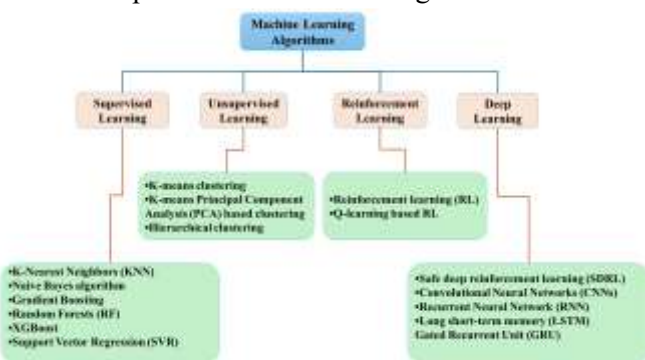 Machine Learning
Algorithms
Supervised
Learning
Unsupervised
Learning
Reinforcement
Learning
Deep
Learning
•K-means clustering
•K-means Principal Component
Analysis (PCA) based clustering
•Hierarchical clustering
•Reinforcement learning (RL)
•Q-learning based RL
•K-Nearest Neighbors (KNN)
•Naive Bayes algorithm
•Gradient Boosting
•Random Forests (RF)
•XGBoost
•Support Vector Regression (SVR)
•Safe deep reinforcement learning (SDRL)
•Convolutional Neural Networks (CNNs)
•Recurrent Neural Network (RNN)
•Long short-term memory (LSTM)
Gated Recurrent Unit (GRU)